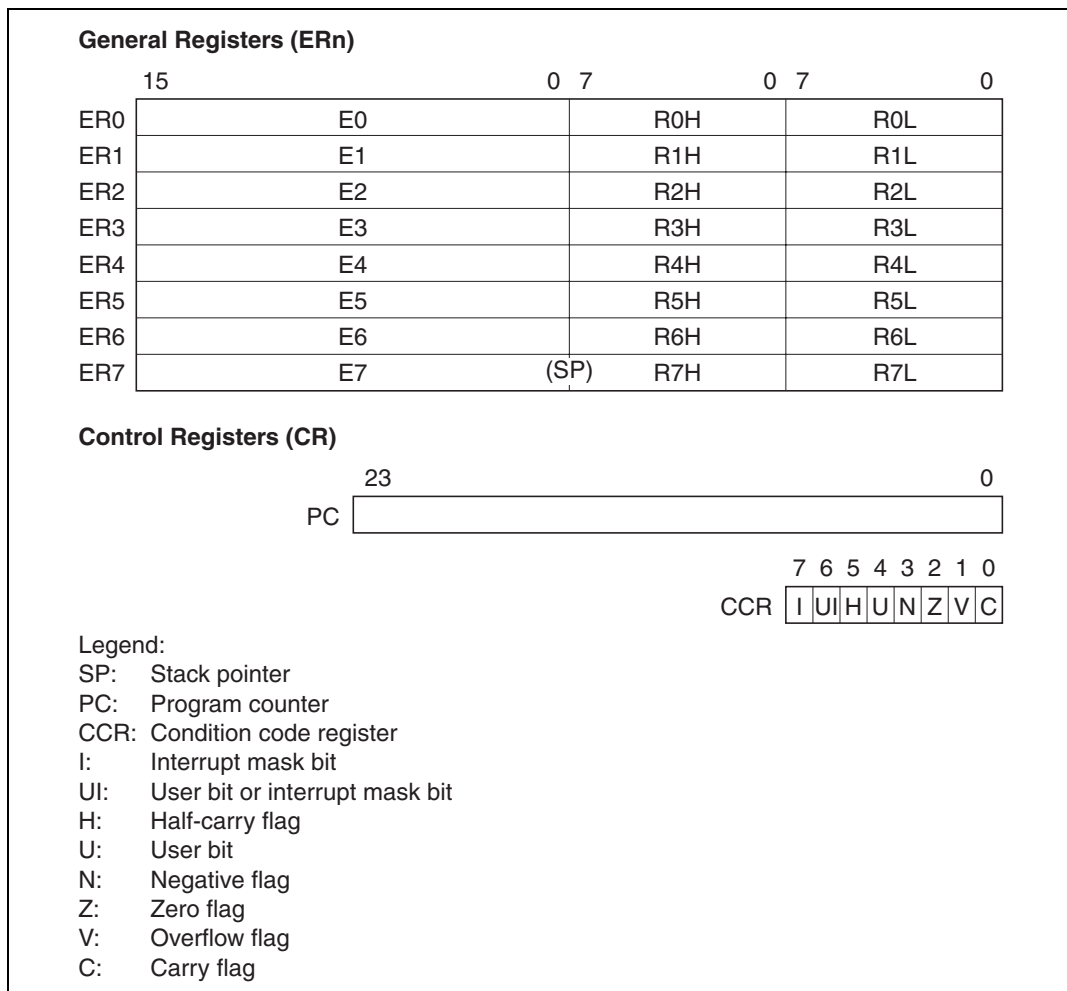 General Registers (ERn)
15 0 7 0 7 0
ER0 E0 R0H R0L
ER1 E1 R1H R1L
ER2 E2 R2H R2L
ER3 E3 R3H R3L
ER4 E4 R4H R4L
ER5 E5 R5H R5L
ER6 E6 R6H R6L
ER7 E7 (SP) R7H R7L
Control Registers (CR)
23 0
PC
7 6 5 4 3 2 1 0
CCR I UI H U N Z V C
Legend:
SP: Stack pointer
PC: Program counter
CCR: Condition code register
I: Interrupt mask bit
UI: User bit or interrupt mask bit
H: Half-carry flag
U: User bit
N: Negative flag
Z: Zero flag
V: Overflow flag
C: Carry flag